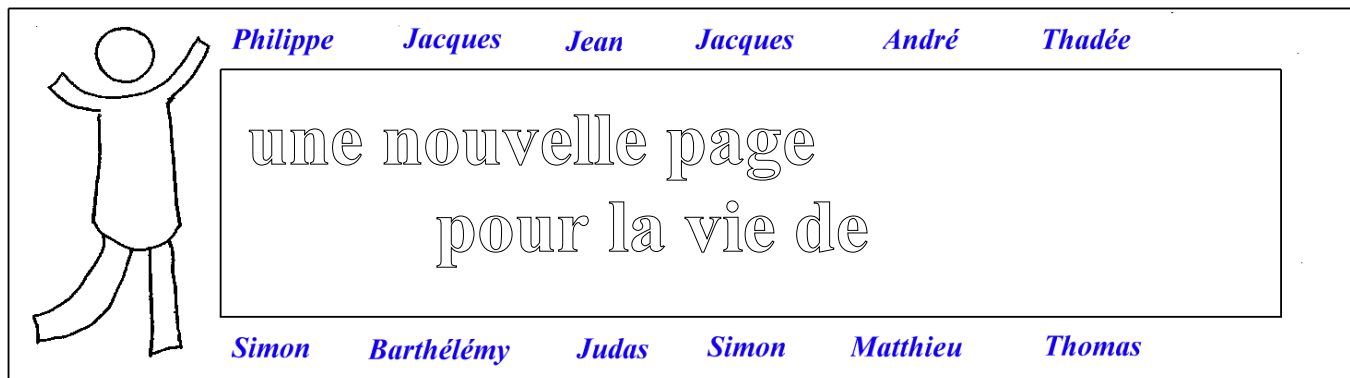 Philippe Jacques Jean Jacques André Thadée
une nouvelle page
pour la vie de
Simon Barthélémy Judas Simon Matthieu Thomas